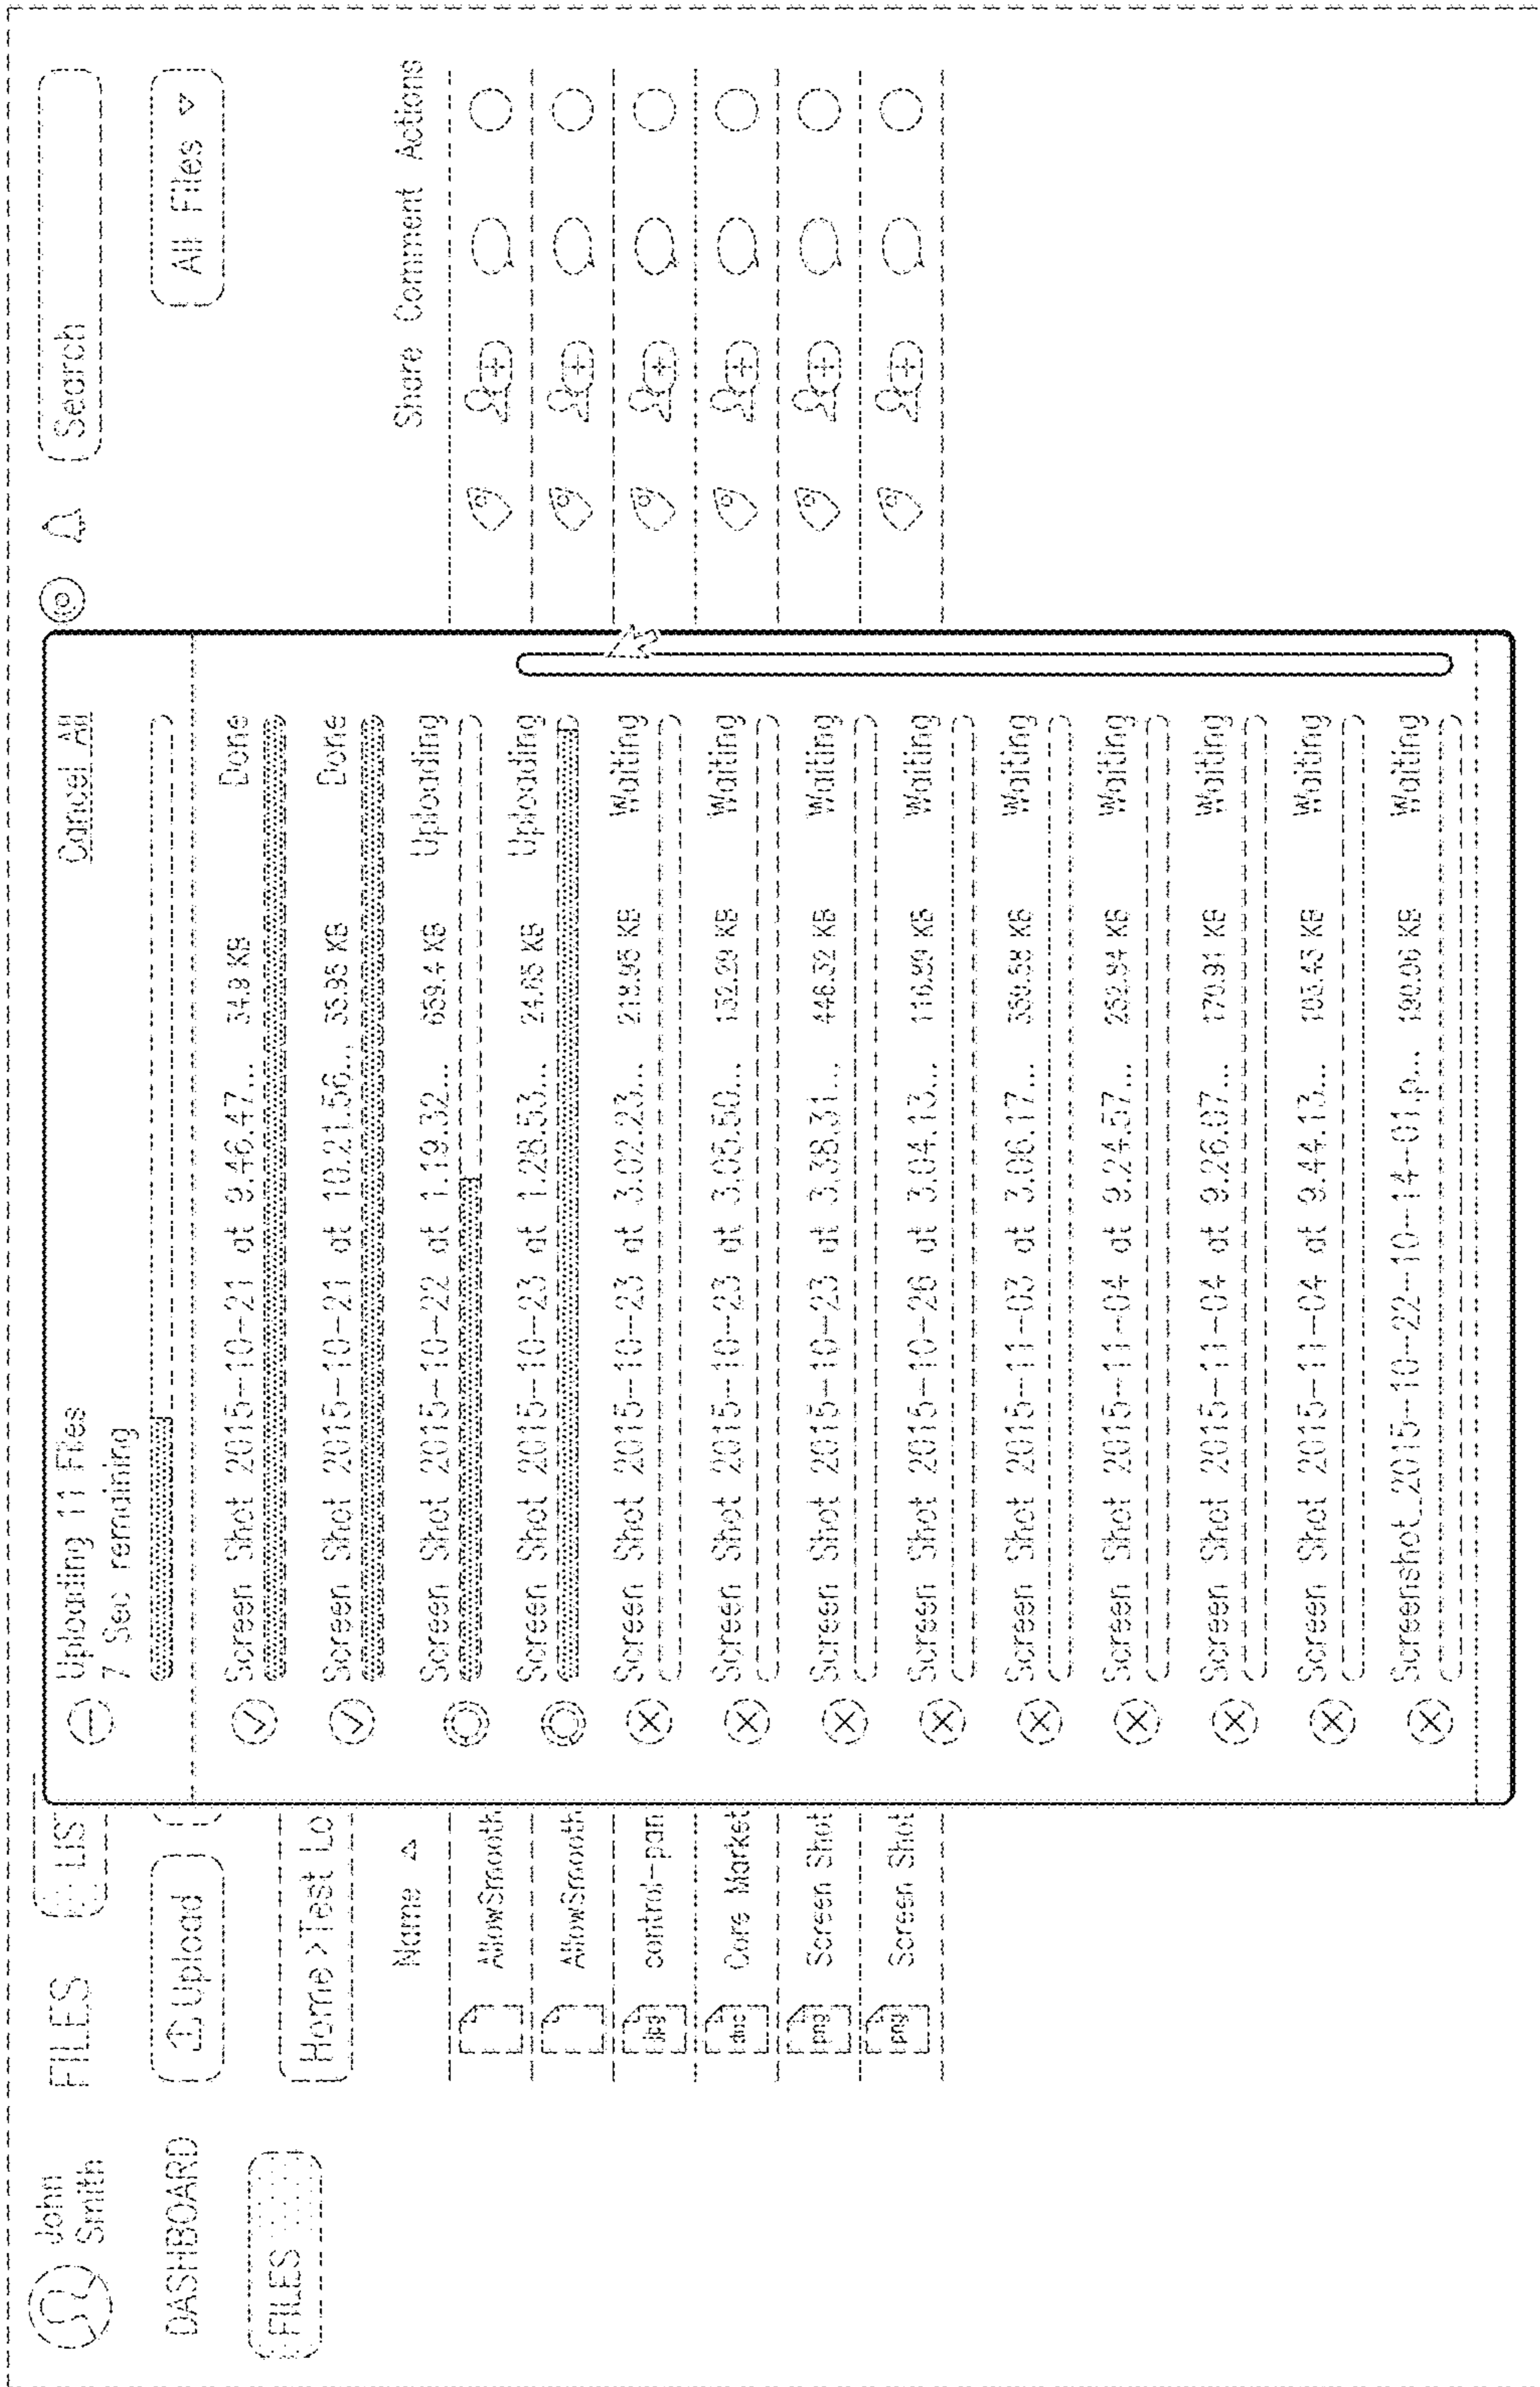 John
Smith
DASHBOARD
FILES
FILES
LIST
Search
Upload
All Files
Home>Test Lo
Name
Share Comment Actions
AllowSmooth
AllowSmooth
jpg control-pan
doc Core Market
png Screen Shot
png Screen Shot
Uploading 11 Files Cancel All
7 Sec remaining
Screen Shot 2015-10-21 at 9.46.47... 34.9 KB Done
Screen Shot 2015-10-21 at 10.21.56... 35.95 KB Done
Screen Shot 2015-10-22 at 1.19.32... 659.4 KB Uploading
Screen Shot 2015-10-23 at 1.28.53... 24.65 KB Uploading
Screen Shot 2015-10-23 at 3.02.23... 218.95 KB Waiting
Screen Shot 2015-10-23 at 3.05.50... 132.29 KB Waiting
Screen Shot 2015-10-23 at 3.38.31... 446.32 KB Waiting
Screen Shot 2015-10-26 at 3.04.13... 116.89 KB Waiting
Screen Shot 2015-11-03 at 3.06.17... 359.58 KB Waiting
Screen Shot 2015-11-04 at 9.24.57... 252.94 KB Waiting
Screen Shot 2015-11-04 at 9.26.07... 170.91 KB Waiting
Screen Shot 2015-11-04 at 9.44.13... 103.43 KB Waiting
Screenshot_2015-10-22-10-14-01.p... 190.06 KB Waiting